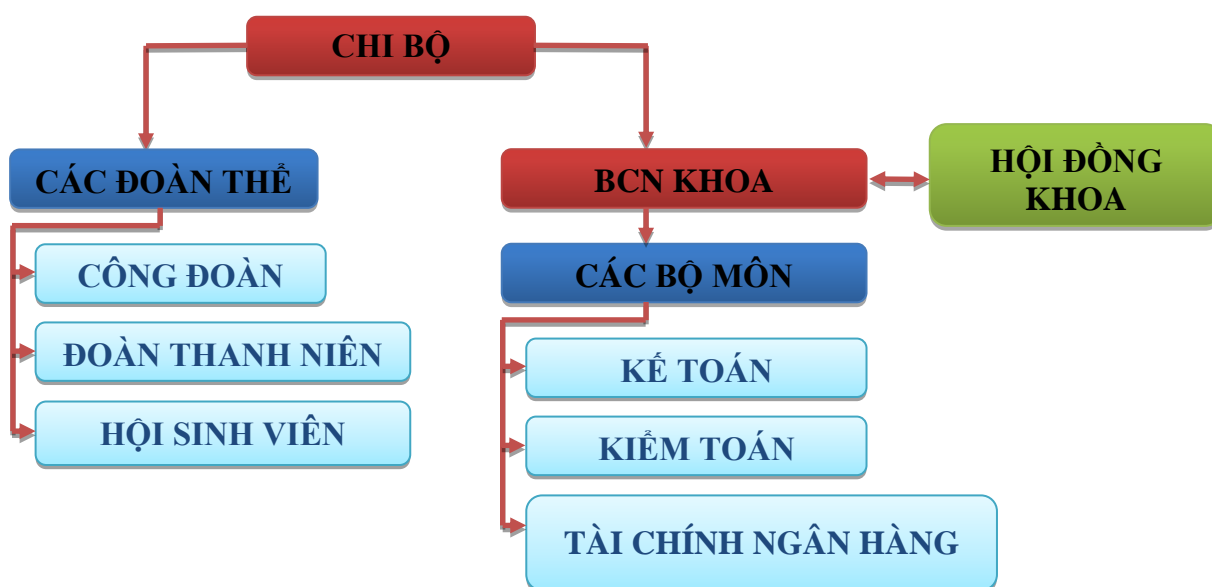 CHI BỘ
CÁC ĐOÀN THỂ
CÔNG ĐOÀN
ĐOÀN THANH NIÊN
HỘI SINH VIÊN
BCN KHOA
HỘI ĐỒNG
KHOA
CÁC BỘ MÔN
KẾ TOÁN
KIỂM TOÁN
TÀI CHÍNH NGÂN HÀNG